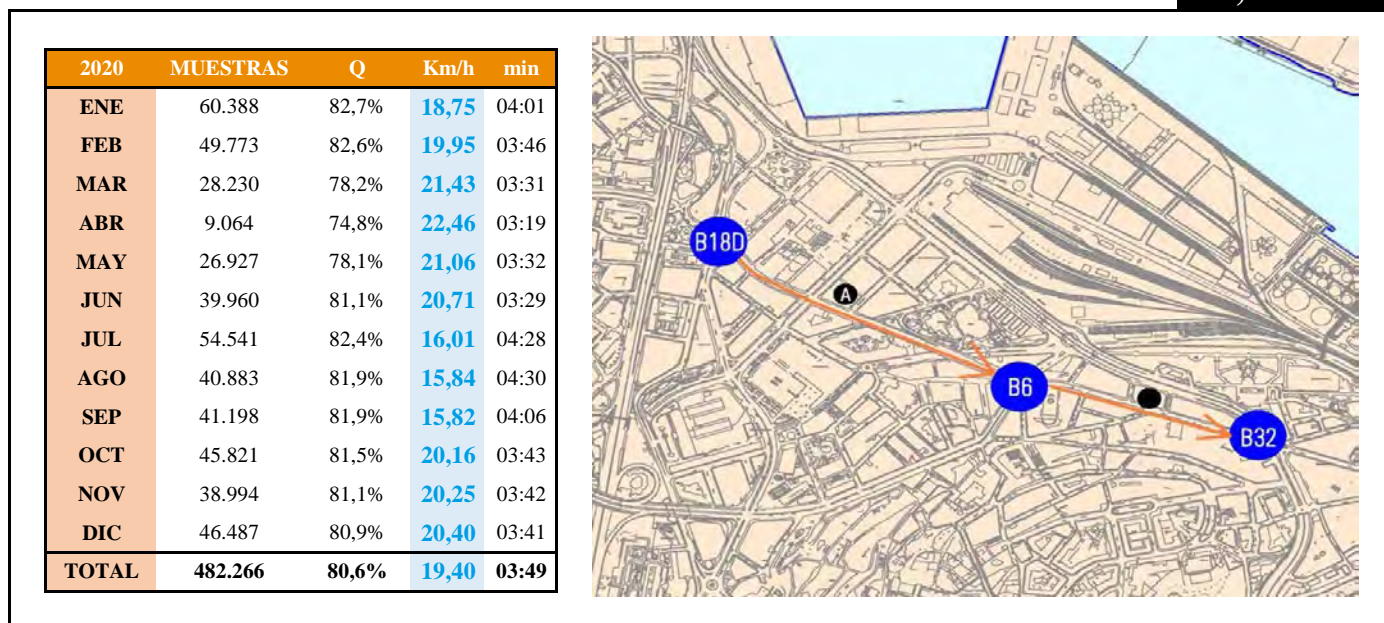 2020 MUESTRAS Q Km/h min
ENE 60.388 82,7% 18,75 04:01
FEB 49.773 82,6% 19,95 03:46
MAR 28.230 78,2% 21,43 03:31
ABR 9.064 74,8% 22,46 03:19
MAY 26.927 78,1% 21,06 03:32
JUN 39.960 81,1% 20,71 03:29
JUL 54.541 82,4% 16,01 04:28
AGO 40.883 81,9% 15,84 04:30
SEP 41.198 81,9% 15,82 04:06
OCT 45.821 81,5% 20,16 03:43
NOV 38.994 81,1% 20,25 03:42
DIC 46.487 80,9% 20,40 03:41
TOTAL 482.266 80,6% 19,40 03:49
B18D
A
B6
B32